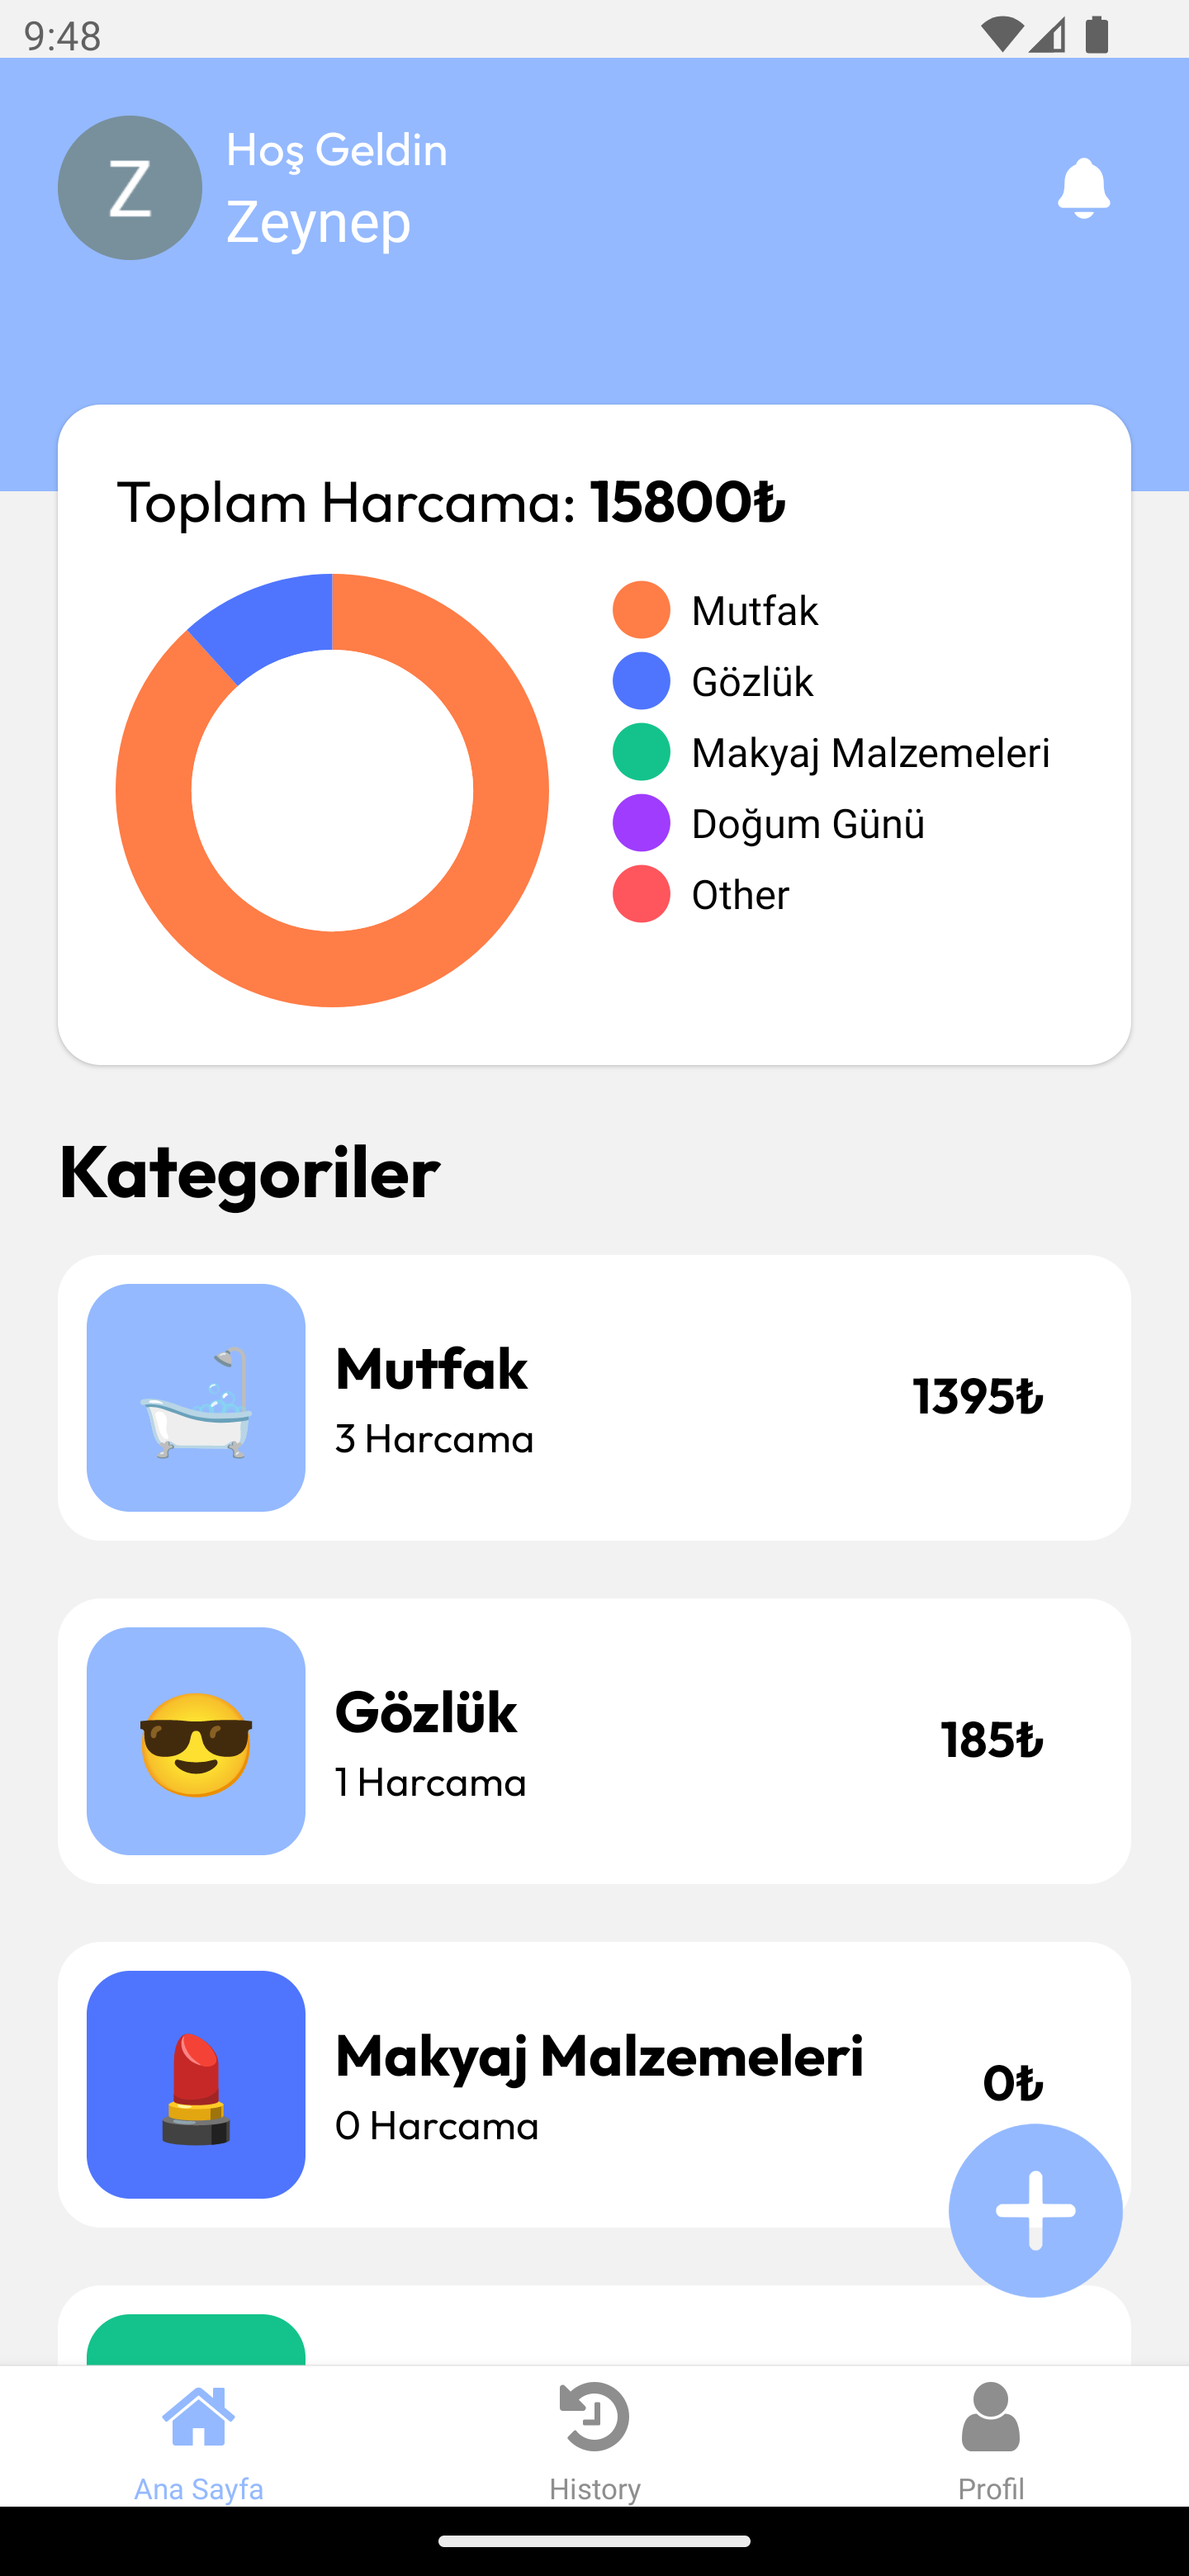 9:48
Z
Hoş Geldin
Zeynep
Toplam Harcama: 15800₺
Mutfak
Gözlük
Makyaj Malzemeleri
Doğum Günü
Other
Kategoriler
Mutfak
3 Harcama
1395₺
Gözlük
1 Harcama
185₺
Makyaj Malzemeleri
0 Harcama
0₺
Ana Sayfa
History
Profil